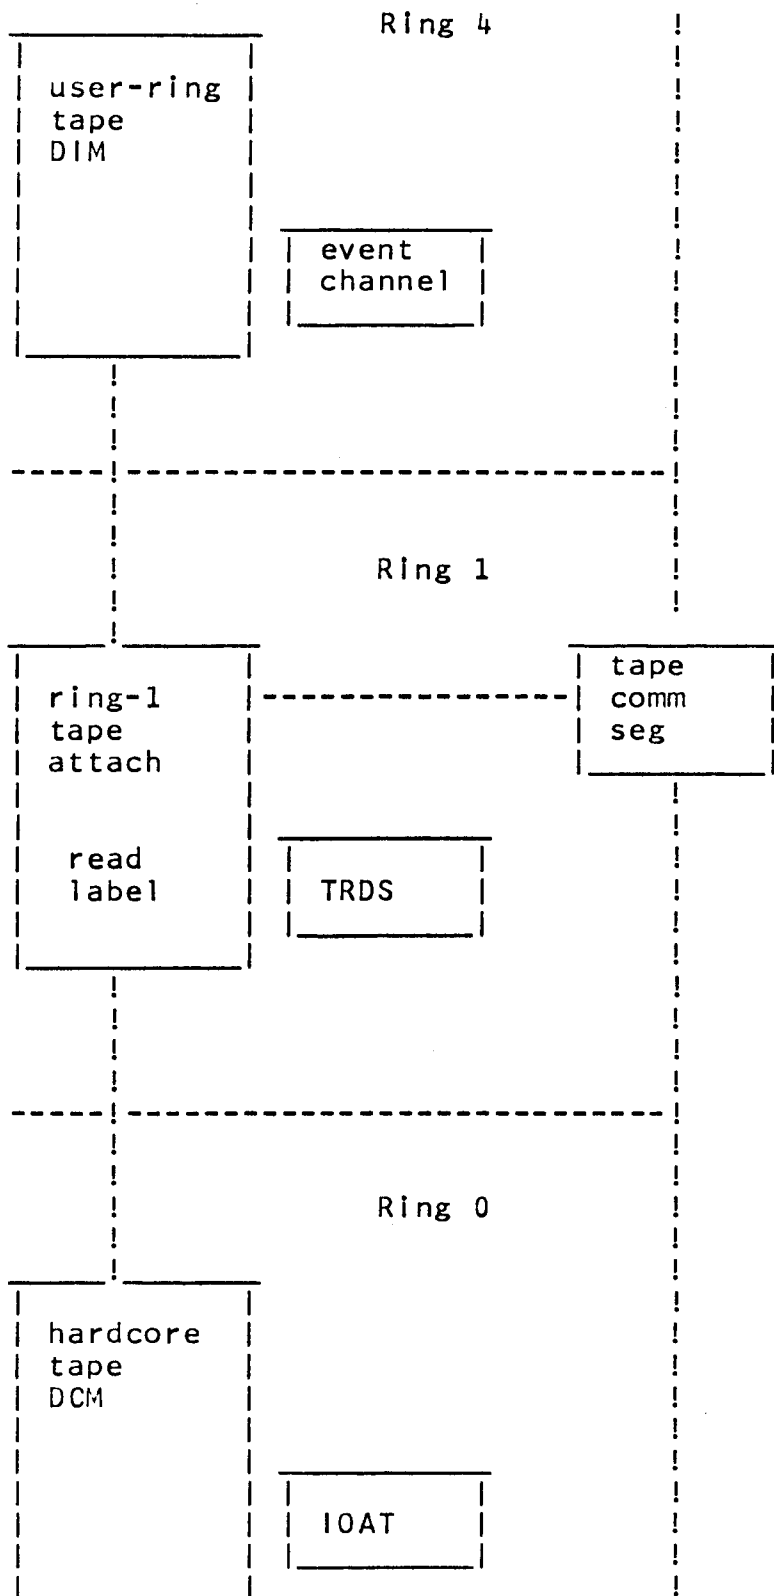 Ring 4
user-ring
tape
DIM
event
channel
Ring 1
ring-1
tape
attach
read
label
tape
comm
seg
TRDS
Ring 0
hardcore
tape
DCM
IOAT